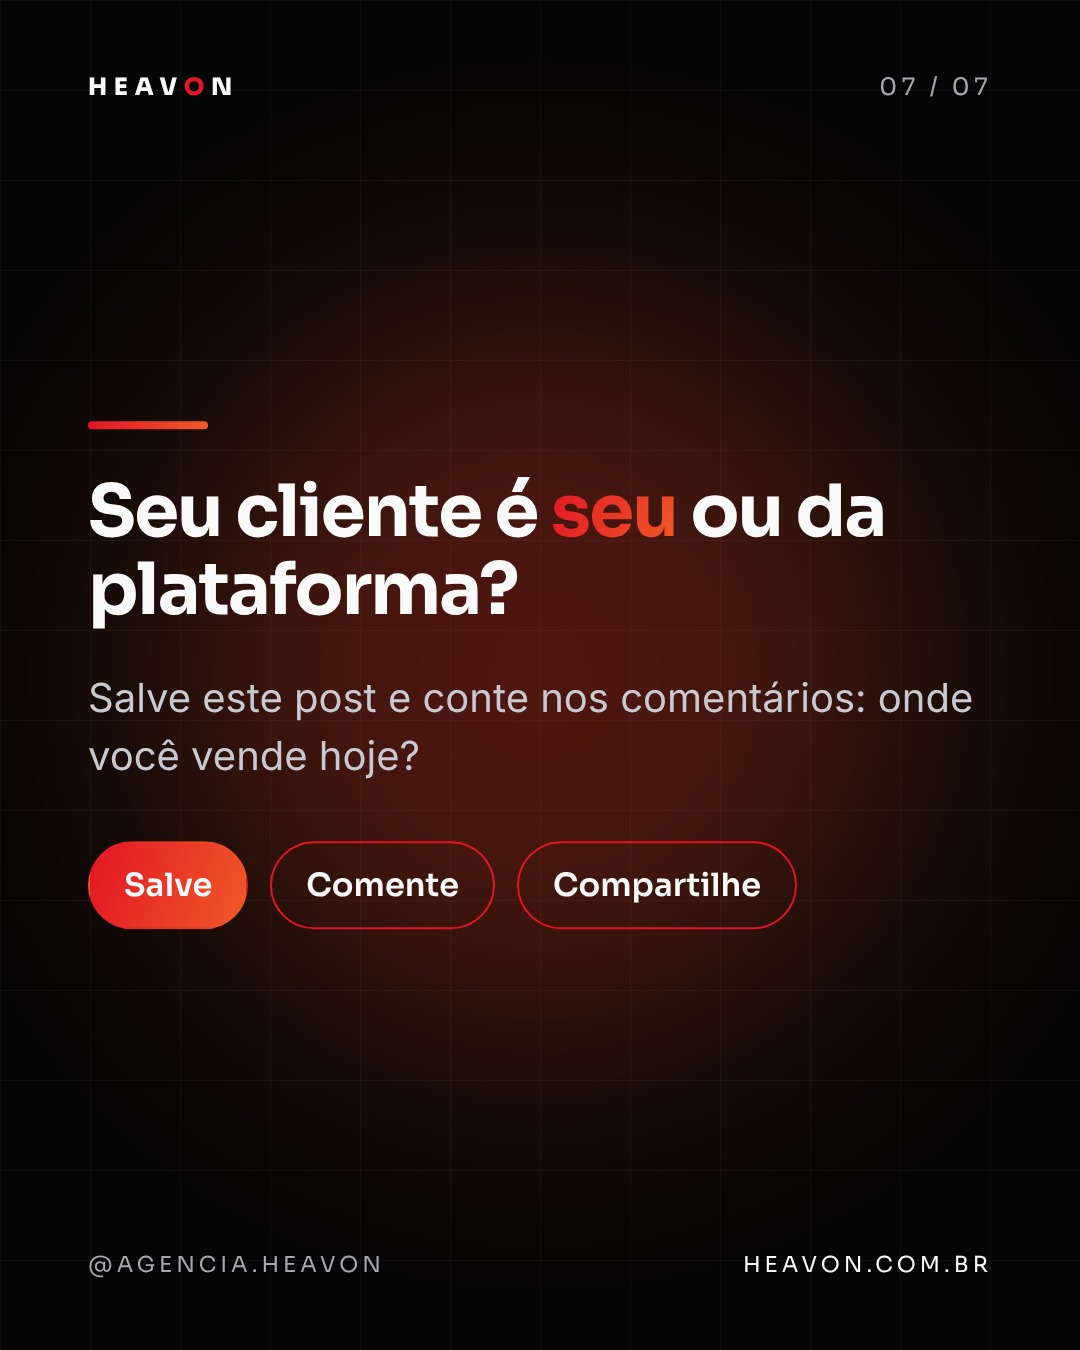 HEAVON
07 / 07
Seu cliente é seu ou da
plataforma?
Salve este post e conte nos comentários: onde
você vende hoje?
Salve
Comente
Compartilhe
@AGENCIA.HEAVON
HEAVON.COM.BR